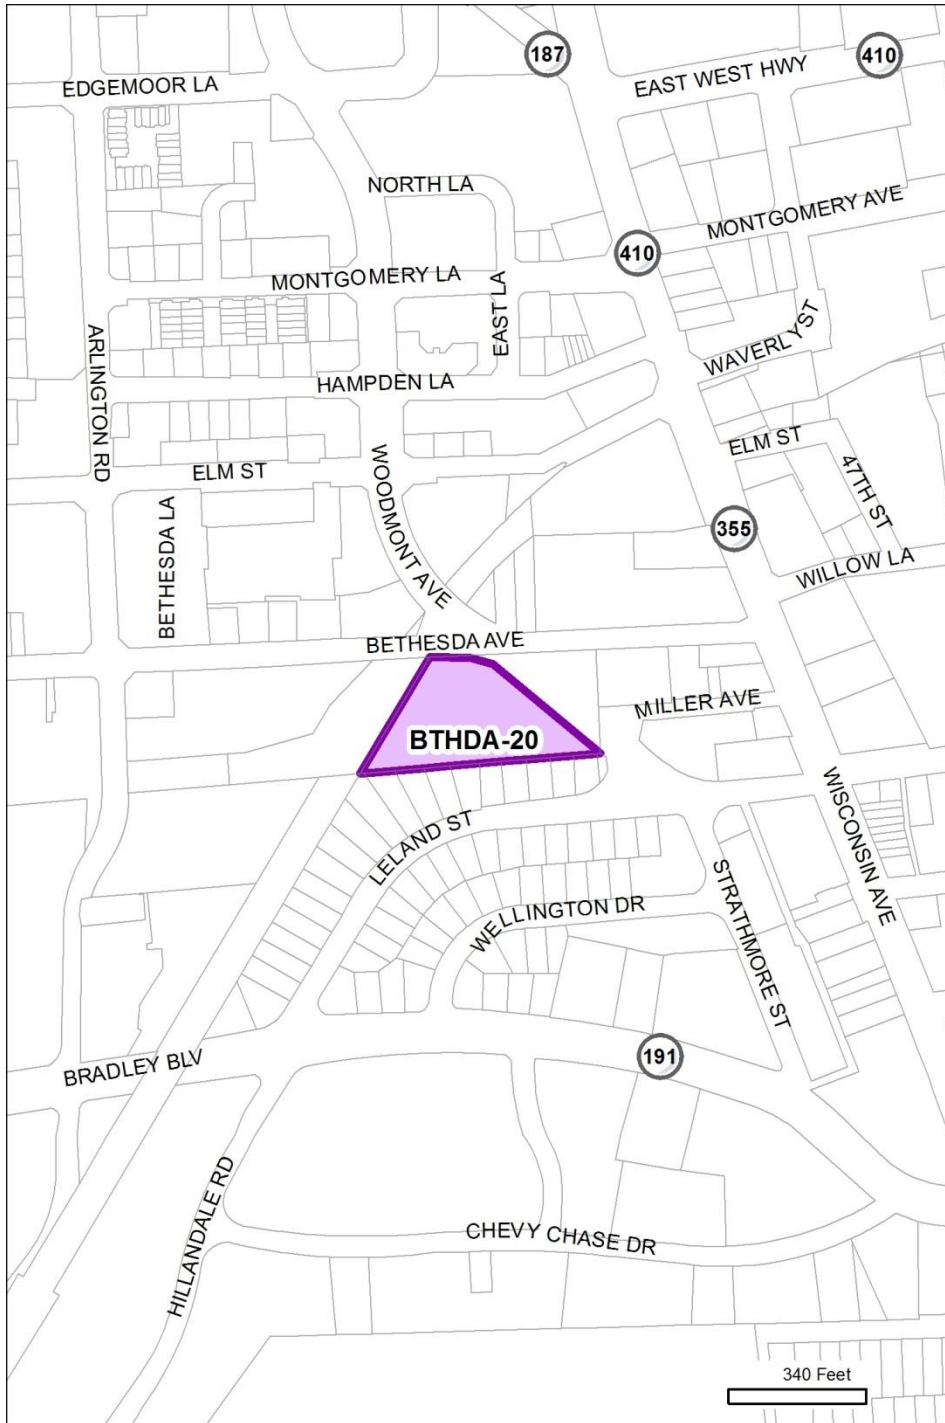 187
410
EDGEMOOR LA
EAST WEST HWY
NORTH LA
MONTGOMERY AVE
410
MONTGOMERY LA
EAST LA
ARLINGTON RD
WAVERLY ST
HAMPDEN LA
ELM ST
ELM ST
WOODMONT AVE
47TH ST
BETHESDA LA
355
WILLOW LA
BETHESDA AVE
MILLER AVE
BTHDA-20
WISCONSIN AVE
LELAND ST
STRATHMORE ST
WELLINGTON DR
191
BRADLEY BLV
HILLANDALE RD
CHEVY CHASE DR
340 Feet